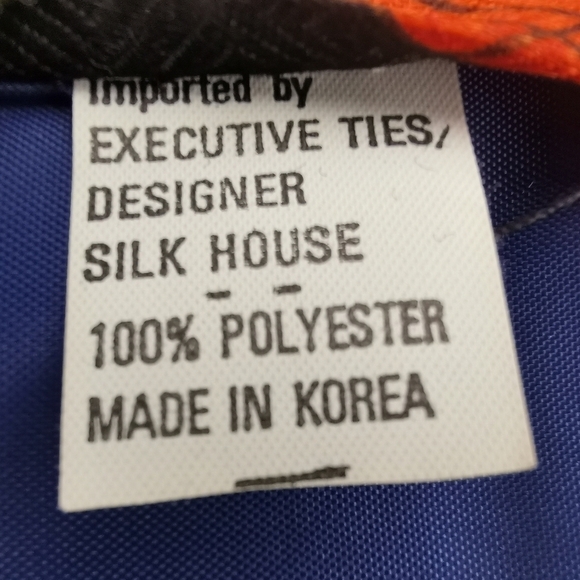 Imported by
EXECUTIVE TIES/
DESIGNER
SILK HOUSE
100% POLYESTER
MADE IN KOREA